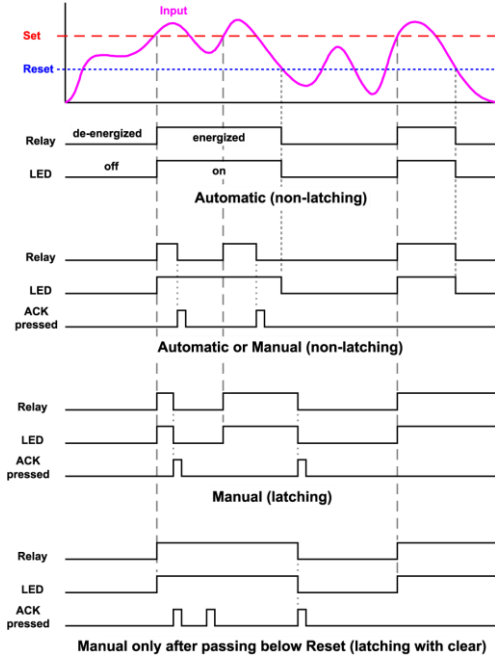 Input
Set
Reset
de-energized
energized
Relay
off
on
LED
Automatic (non-latching)
Relay
LED
ACK
pressed
Automatic or Manual (non-latching)
Relay
LED
ACK
pressed
Manual (latching)
Relay
LED
ACK
pressed
Manual only after passing below Reset (latching with clear)